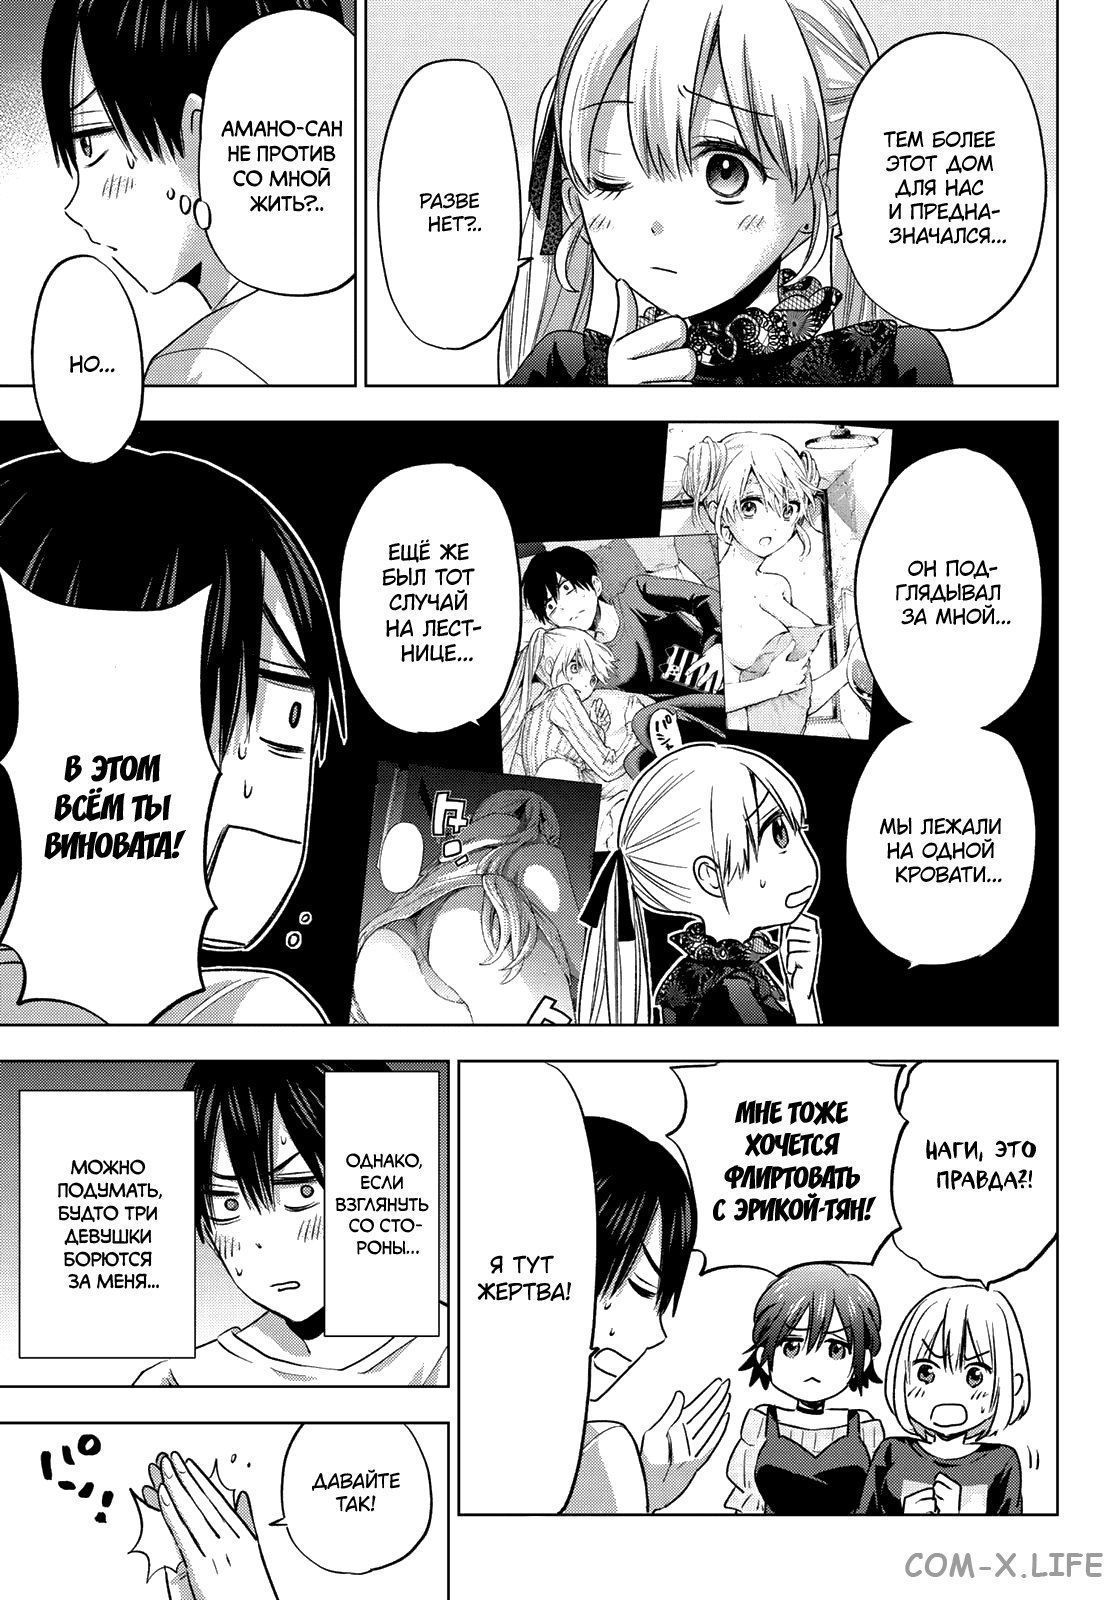 ТЕМ БОЛЕЕ
ЭТОТ ДОМ
ДЛЯ НАС
И ПРЕДНА-
ЗНАЧАЛСЯ...
РАЗВЕ
НЕТ?..
АМАНО-САН
НЕ ПРОТИВ
СО МНОЙ
ЖИТЬ?..
НО...
ОН ПОД-
ГЛЯДЫВАЛ
ЗА МНОЙ...
МЫ ЛЕЖАЛИ
НА ОДНОЙ
КРОВАТИ...
ЕЩЁ ЖЕ
БЫЛ ТОТ
СЛУЧАЙ
НА ЛЕСТ-
НИЦЕ...
В ЭТОМ
ВСЁМ ТЫ
ВИНОВАТА!
НАГИ, ЭТО
ПРАВДА?!
МНЕ ТОЖЕ
ХОЧЕТСЯ
ФЛИРТОВАТЬ
С ЭРИКОЙ-ТЯН!
Я ТУТ
ЖЕРТВА!
ОДНАКО,
ЕСЛИ
ВЗГЛЯНУТЬ
СО СТО-
РОНЫ...
МОЖНО
ПОДУМАТЬ,
БУДТО ТРИ
ДЕВУШКИ
БОРЮТСЯ
ЗА МЕНЯ...
ДАВАЙТЕ
ТАК!
COM-X.LIFE